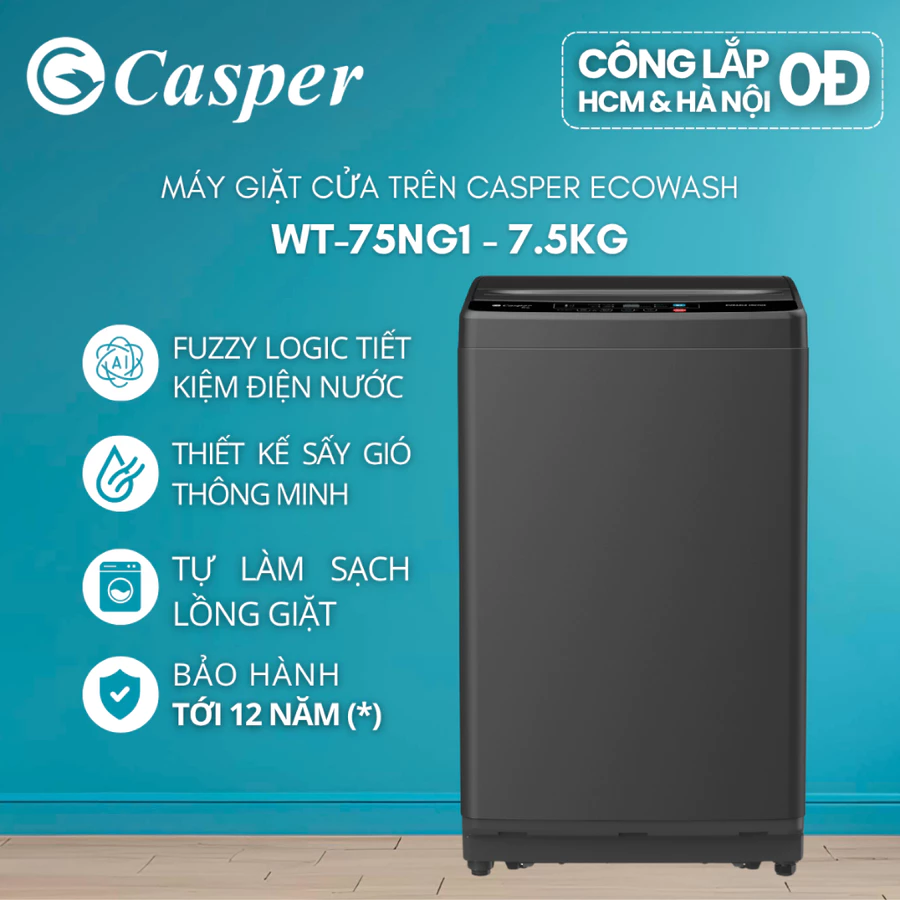 Casper
CÔNG LẮP
HCM & HÀ NỘI
0Đ
MÁY GIẶT CỬA TRÊN CASPER ECOWASH
WT-75NG1 - 7.5KG
AI
FUZZY LOGIC TIẾT
KIỆM ĐIỆN NƯỚC
THIẾT KẾ SẤY GIÓ
THÔNG MINH
TỰ LÀM SẠCH
LỒNG GIẶT
BẢO HÀNH
TỚI 12 NĂM (*)
Casper